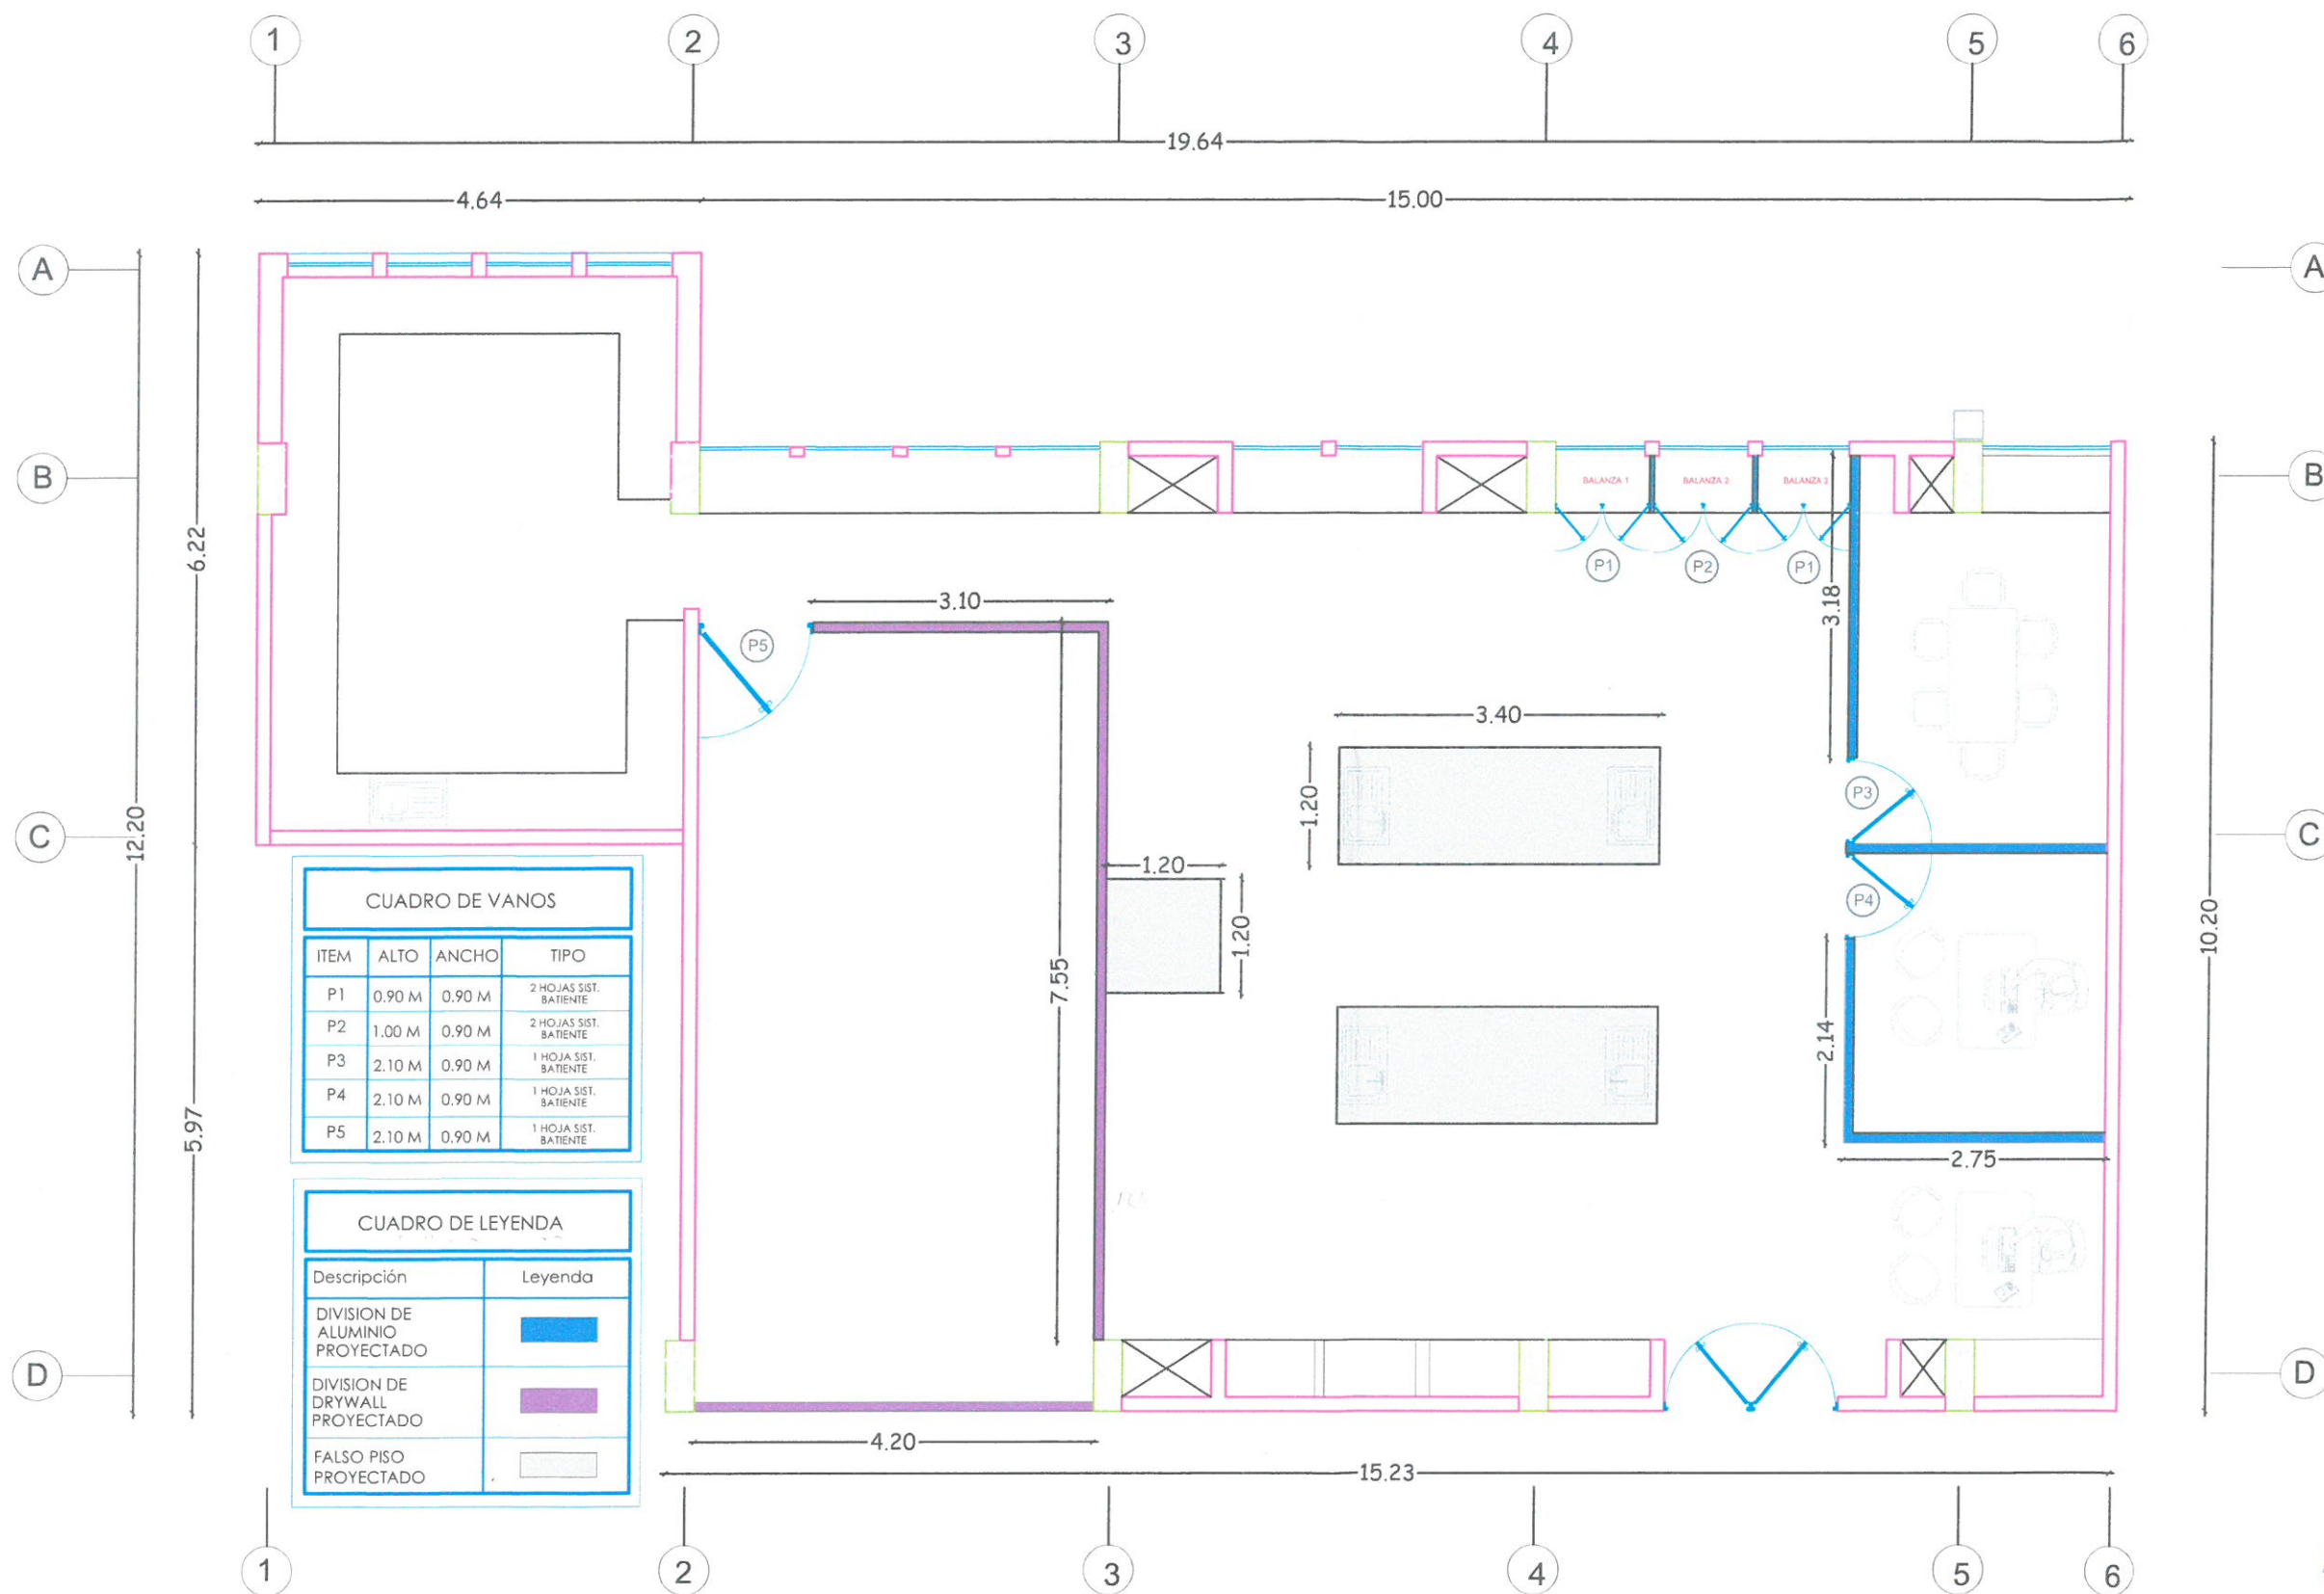 1 2 3 4 5 6
19.64
4.64 15.00
A A
B B
BALANZA 1 BALANZA 2 BALANZA 3
P1 P2 P1
6.22
3.10
3.18
P5
3.40
1.20
P3
C C
12.20
1.20
1.20
P4
10.20
7.55
2.14
2.75
5.97
CUADRO DE VANOS
ITEM ALTO ANCHO TIPO
P1 0.90 M 0.90 M 2 HOJAS SIST. BATIENTE
P2 1.00 M 0.90 M 2 HOJAS SIST. BATIENTE
P3 2.10 M 0.90 M 1 HOJA SIST. BATIENTE
P4 2.10 M 0.90 M 1 HOJA SIST. BATIENTE
P5 2.10 M 0.90 M 1 HOJA SIST. BATIENTE
CUADRO DE LEYENDA
Descripción Leyenda
DIVISION DE
ALUMINIO
PROYECTADO
DIVISION DE
DRYWALL
PROYECTADO
FALSO PISO
PROYECTADO
D D
4.20
15.23
1 2 3 4 5 6